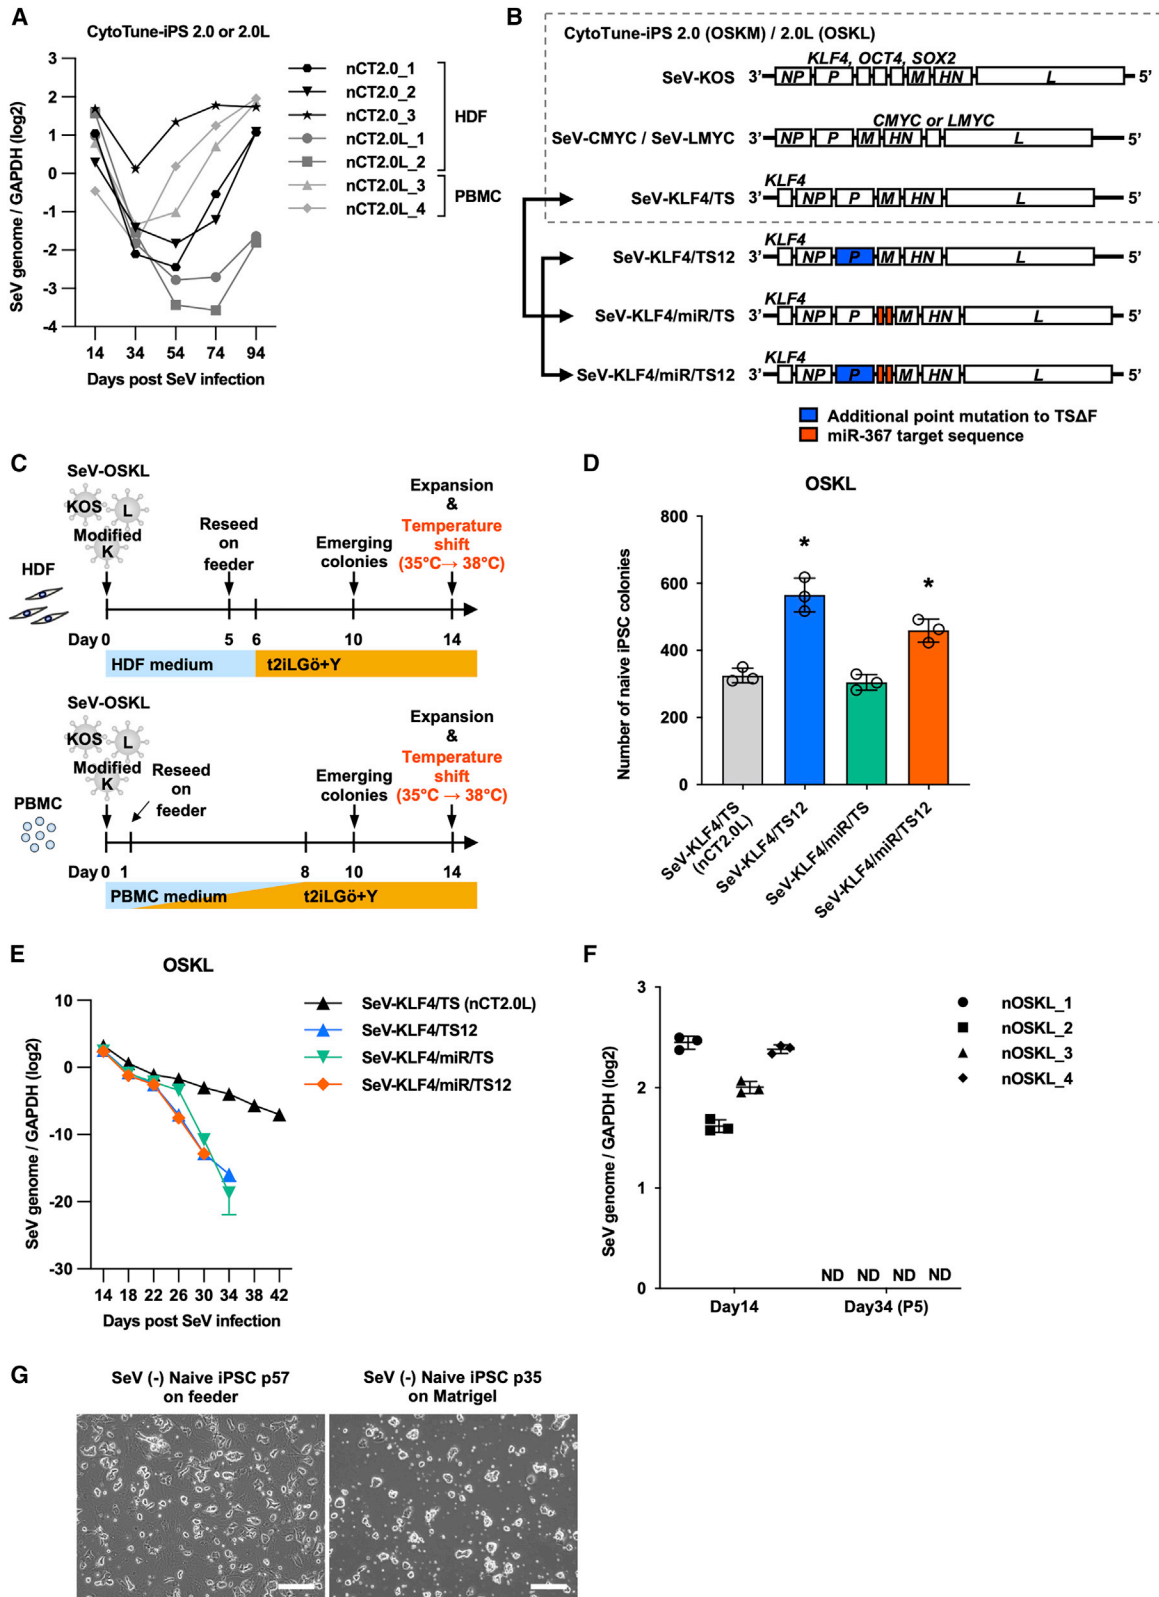 A
CytoTune-iPS 2.0 or 2.0L
SeV genome / GAPDH (log2)
3
2
1
0
-1
-2
-3
-4
14 34 54 74 94
Days post SeV infection
nCT2.0_1
nCT2.0_2
nCT2.0_3
nCT2.0L_1
nCT2.0L_2
nCT2.0L_3
nCT2.0L_4
HDF
PBMC
B
CytoTune-iPS 2.0 (OSKM) / 2.0L (OSKL)
KLF4, OCT4, SOX2
SeV-KOS 3’ NP P M HN L 5’
CMYC or LMYC
SeV-CMYC / SeV-LMYC 3’ NP P M HN L 5’
KLF4
SeV-KLF4/TS 3’ NP P M HN L 5’
KLF4
SeV-KLF4/TS12 3’ NP P M HN L 5’
KLF4
SeV-KLF4/miR/TS 3’ NP P M HN L 5’
KLF4
SeV-KLF4/miR/TS12 3’ NP P M HN L 5’
Additional point mutation to TSΔF
miR-367 target sequence
C
SeV-OSKL
KOS L
Modified
K
HDF
Reseed
on
feeder
Emerging
colonies
Expansion
&
Temperature
shift
(35°C→ 38°C)
Day 0 5 6 10 14
HDF medium t2iLGö+Y
SeV-OSKL
KOS L
Modified
K
PBMC
Reseed
on
feeder
Emerging
colonies
Expansion
&
Temperature
shift
(35°C → 38°C)
Day 0 1 8 10 14
PBMC medium t2iLGö+Y
D
OSKL
Number of naive iPSC colonies
800
600
400
200
0
* *
SeV-KLF4/TS
(nCT2.0L)
SeV-KLF4/TS12
SeV-KLF4/miR/TS
SeV-KLF4/miR/TS12
E
OSKL
SeV genome / GAPDH (log2)
10
0
-10
-20
-30
14 18 22 26 30 34 38 42
Days post SeV infection
SeV-KLF4/TS (nCT2.0L)
SeV-KLF4/TS12
SeV-KLF4/miR/TS
SeV-KLF4/miR/TS12
F
SeV genome / GAPDH (log2)
3
2
1
0
ND ND ND ND
Day14 Day34 (P5)
nOSKL_1
nOSKL_2
nOSKL_3
nOSKL_4
G
SeV (-) Naive iPSC p57
on feeder
SeV (-) Naive iPSC p35
on Matrigel